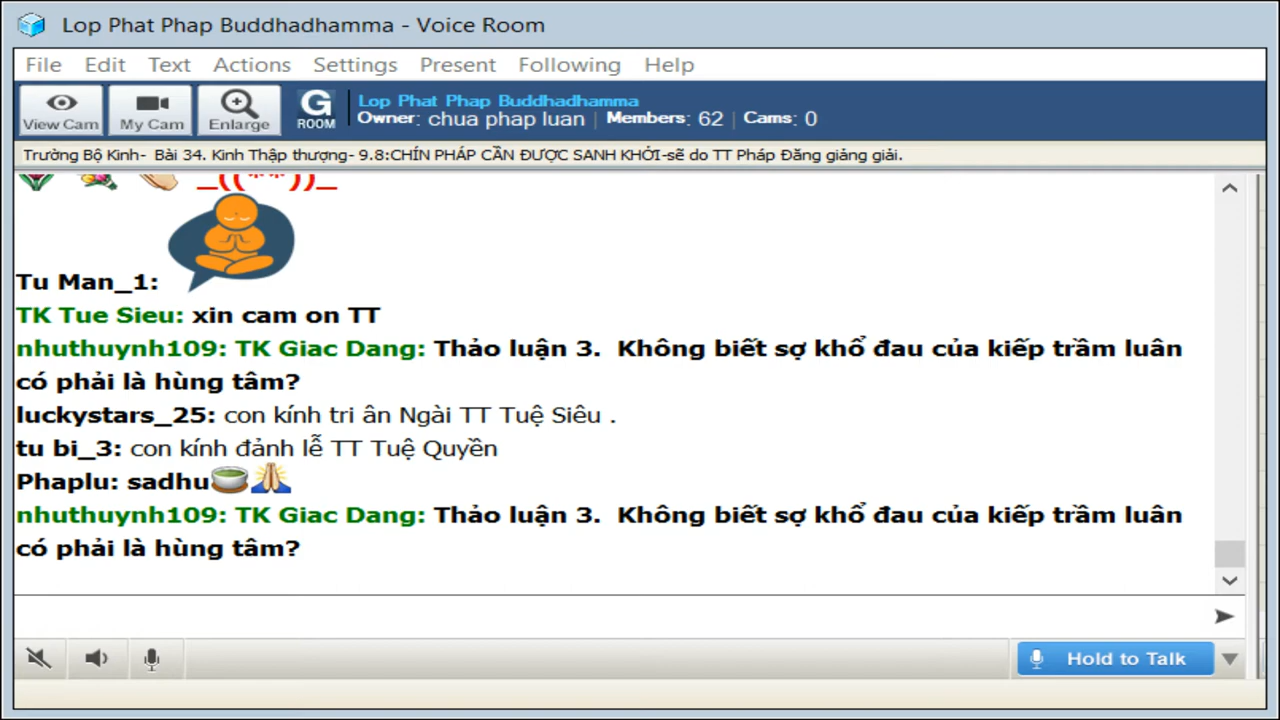 Lop Phat Phap Buddhadhamma - Voice Room
File Edit Text Actions Settings Present Following Help
View Cam My Cam Enlarge G ROOM
Lop Phat Phap Buddhadhamma
Owner: chua phap luan | Members: 62 | Cams: 0
Trường Bộ Kinh- Bài 34. Kinh Thập thượng- 9.8:CHÍN PHÁP CẦN ĐƯỢC SANH KHỞI-sẽ do TT Pháp Đăng giảng giải.
_((**))_
Tu Man_1:
TK Tue Sieu: xin cam on TT
nhuthuynh109: TK Giac Dang: Thảo luận 3. Không biết sợ khổ đau của kiếp trầm luân
có phải là hùng tâm?
luckystars_25: con kính tri ân Ngài TT Tuệ Siêu .
tu bi_3: con kính đảnh lễ TT Tuệ Quyền
Phaplu: sadhu🍵🙏
nhuthuynh109: TK Giac Dang: Thảo luận 3. Không biết sợ khổ đau của kiếp trầm luân
có phải là hùng tâm?
Hold to Talk